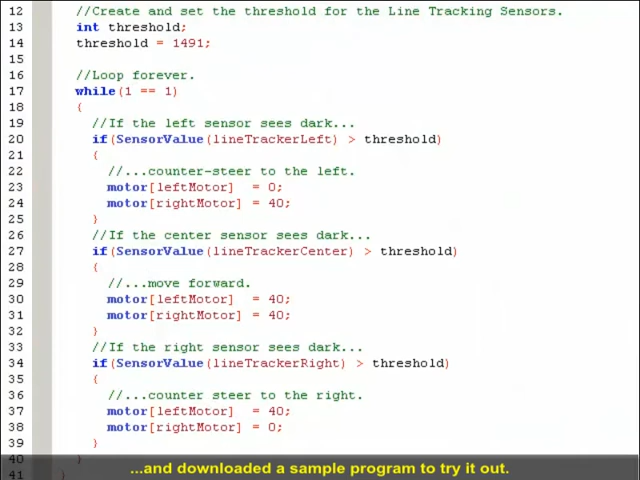 12 //Create and set the threshold for the Line Tracking Sensors.
13 int threshold;
14 threshold = 1491;
15
16 //Loop forever.
17 while(1 == 1)
18 {
19 //If the left sensor sees dark...
20 if(SensorValue(lineTrackerLeft) > threshold)
21 {
22 //...counter-steer to the left.
23 motor[leftMotor] = 0;
24 motor[rightMotor] = 40;
25 }
26 //If the center sensor sees dark...
27 if(SensorValue(lineTrackerCenter) > threshold)
28 {
29 //...move forward.
30 motor[leftMotor] = 40;
31 motor[rightMotor] = 40;
32 }
33 //If the right sensor sees dark...
34 if(SensorValue(lineTrackerRight) > threshold)
35 {
36 //...counter steer to the right.
37 motor[leftMotor] = 40;
38 motor[rightMotor] = 0;
39 }
40 }
...and downloaded a sample program to try it out.
41 }